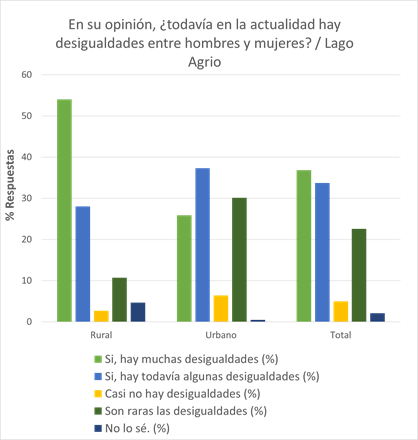 En su opinión, ¿todavía en la actualidad hay
desigualdades entre hombres y mujeres? / Lago
Agrio
% Respuestas
60
50
40
30
20
10
0
Rural
Urbano
Total
Si, hay muchas desigualdades (%)
Si, hay todavía algunas desigualdades (%)
Casi no hay desigualdades (%)
Son raras las desigualdades (%)
No lo sé. (%)